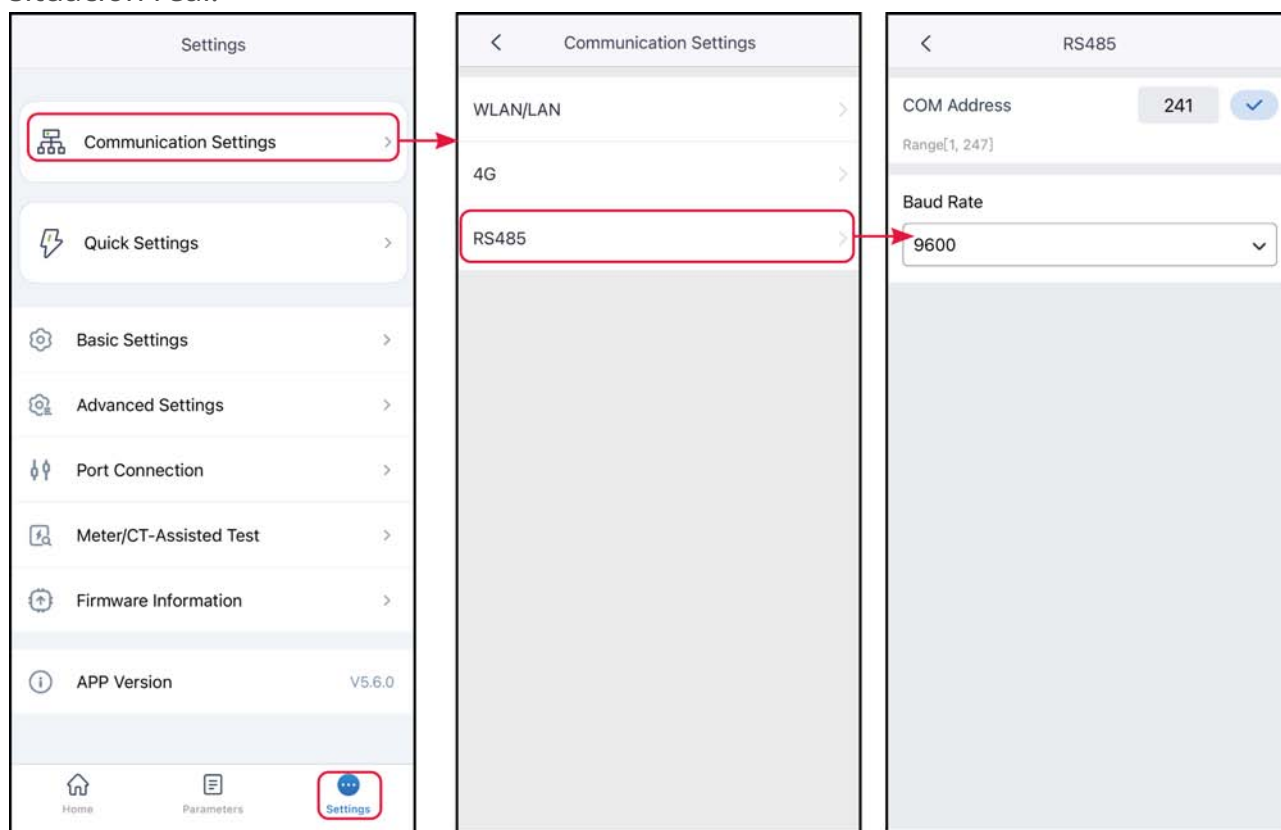 Settings
Communication Settings
Quick Settings
Basic Settings
Advanced Settings
Port Connection
Meter/CT-Assisted Test
Firmware Information
APP Version V5.6.0
Home Parameters Settings
Communication Settings
WLAN/LAN
4G
RS485
RS485
COM Address 241
Range[1, 247]
Baud Rate
9600